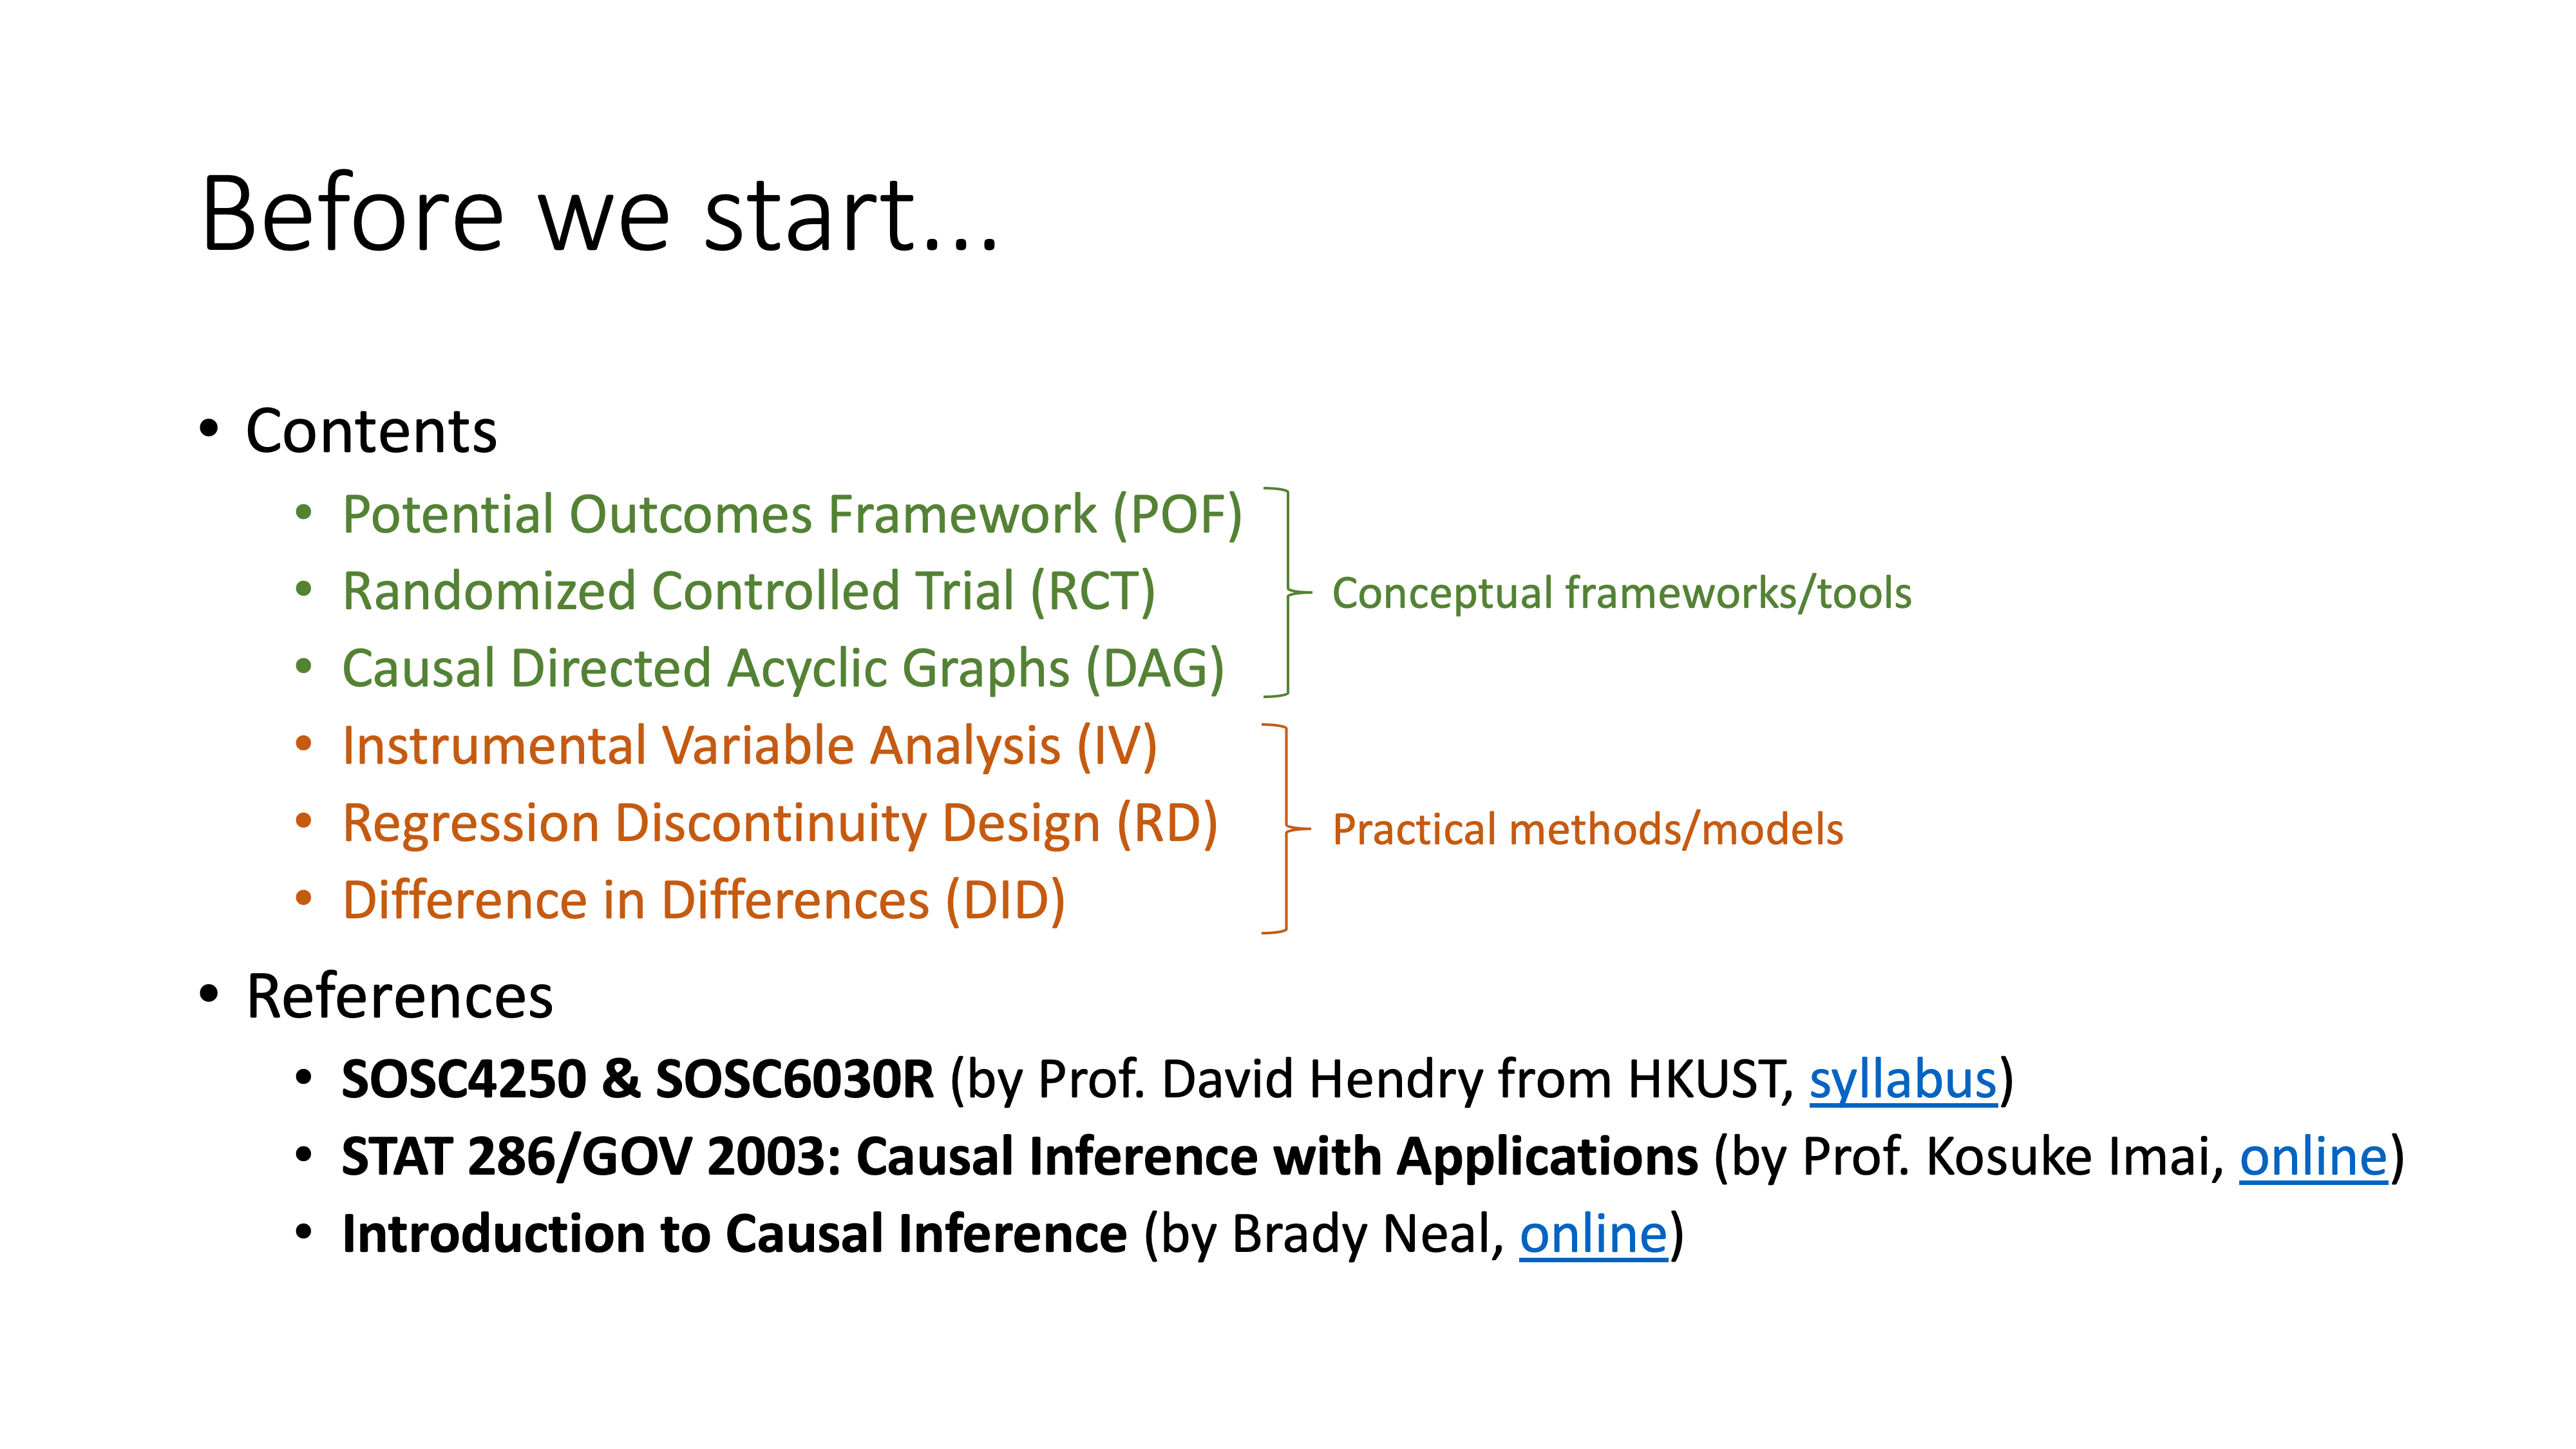 Before we start...
• Contents
• Potential Outcomes Framework (POF)
• Randomized Controlled Trial (RCT)
Conceptual frameworks/tools
• Causal Directed Acyclic Graphs (DAG)
• Instrumental Variable Analysis (IV)
• Regression Discontinuity Design (RD)
Practical methods/models
• Difference in Differences (DID)
• References
• SOSC4250 & SOSC6030R (by Prof. David Hendry from HKUST, syllabus)
• STAT 286/GOV 2003: Causal Inference with Applications (by Prof. Kosuke Imai, online)
• Introduction to Causal Inference (by Brady Neal, online)